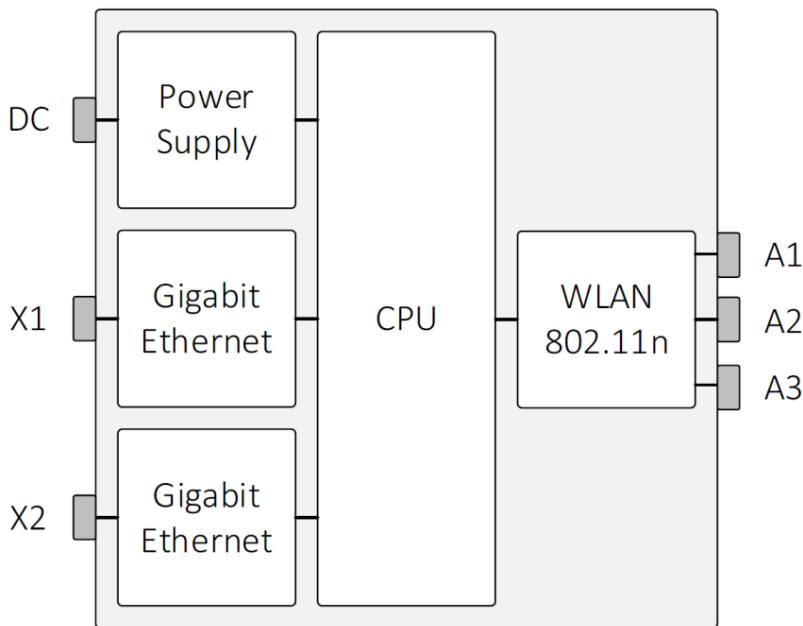 DC
Power
Supply
X1
Gigabit
Ethernet
CPU
WLAN
802.11n
A1
A2
A3
X2
Gigabit
Ethernet